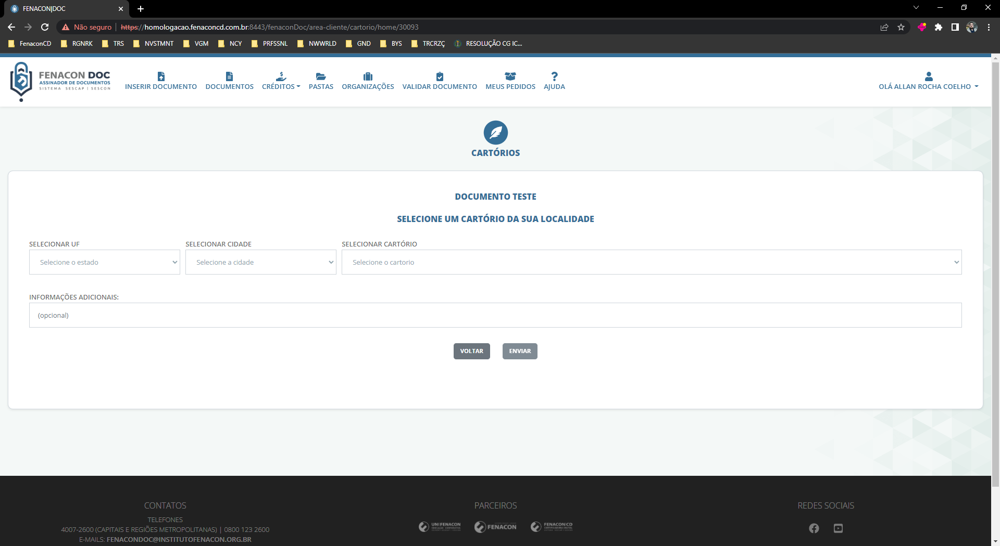 FENACON|DOC
Não seguro
https://homologacao.fenaconcd.com.br:8443/fenaconDoc/area-cliente/cartorio/home/30093
FenaconCD RGNRK TRS NVSTMNT VGM NCY PRFSSNL NWWRLD GND BYS TRCRZÇ RESOLUÇÃO CG IC...
FENACON DOC
ASSINADOR DE DOCUMENTOS
SISTEMA SESCAP | SESCON
INSERIR DOCUMENTO DOCUMENTOS CRÉDITOS PASTAS ORGANIZAÇÕES VALIDAR DOCUMENTO MEUS PEDIDOS AJUDA
OLÁ ALLAN ROCHA COELHO
CARTÓRIOS
DOCUMENTO TESTE
SELECIONE UM CARTÓRIO DA SUA LOCALIDADE
SELECIONAR UF SELECIONAR CIDADE SELECIONAR CARTÓRIO
Selecione o estado Selecione a cidade Selecione o cartorio
INFORMAÇÕES ADICIONAIS:
(opcional)
VOLTAR ENVIAR
CONTATOS
TELEFONES
4007-2600 (CAPITAIS E REGIÕES METROPOLITANAS) | 0800 123 2600
E-MAILS: FENACONDOC@INSTITUTOFENACON.ORG.BR
PARCEIROS
UNIFENACON FENACON FENACON|CD
REDES SOCIAIS